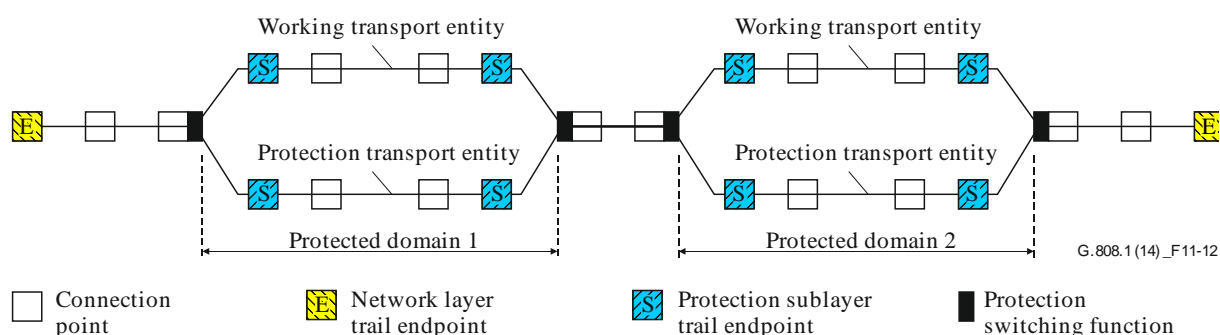 Working transport entity
Working transport entity
S
S
S
S
E
E
Protection transport entity
Protection transport entity
S
S
S
S
Protected domain 1
Protected domain 2
G.808.1(14)_F11-12
Connection
point
E
Network layer
trail endpoint
S
Protection sublayer
trail endpoint
Protection
switching function